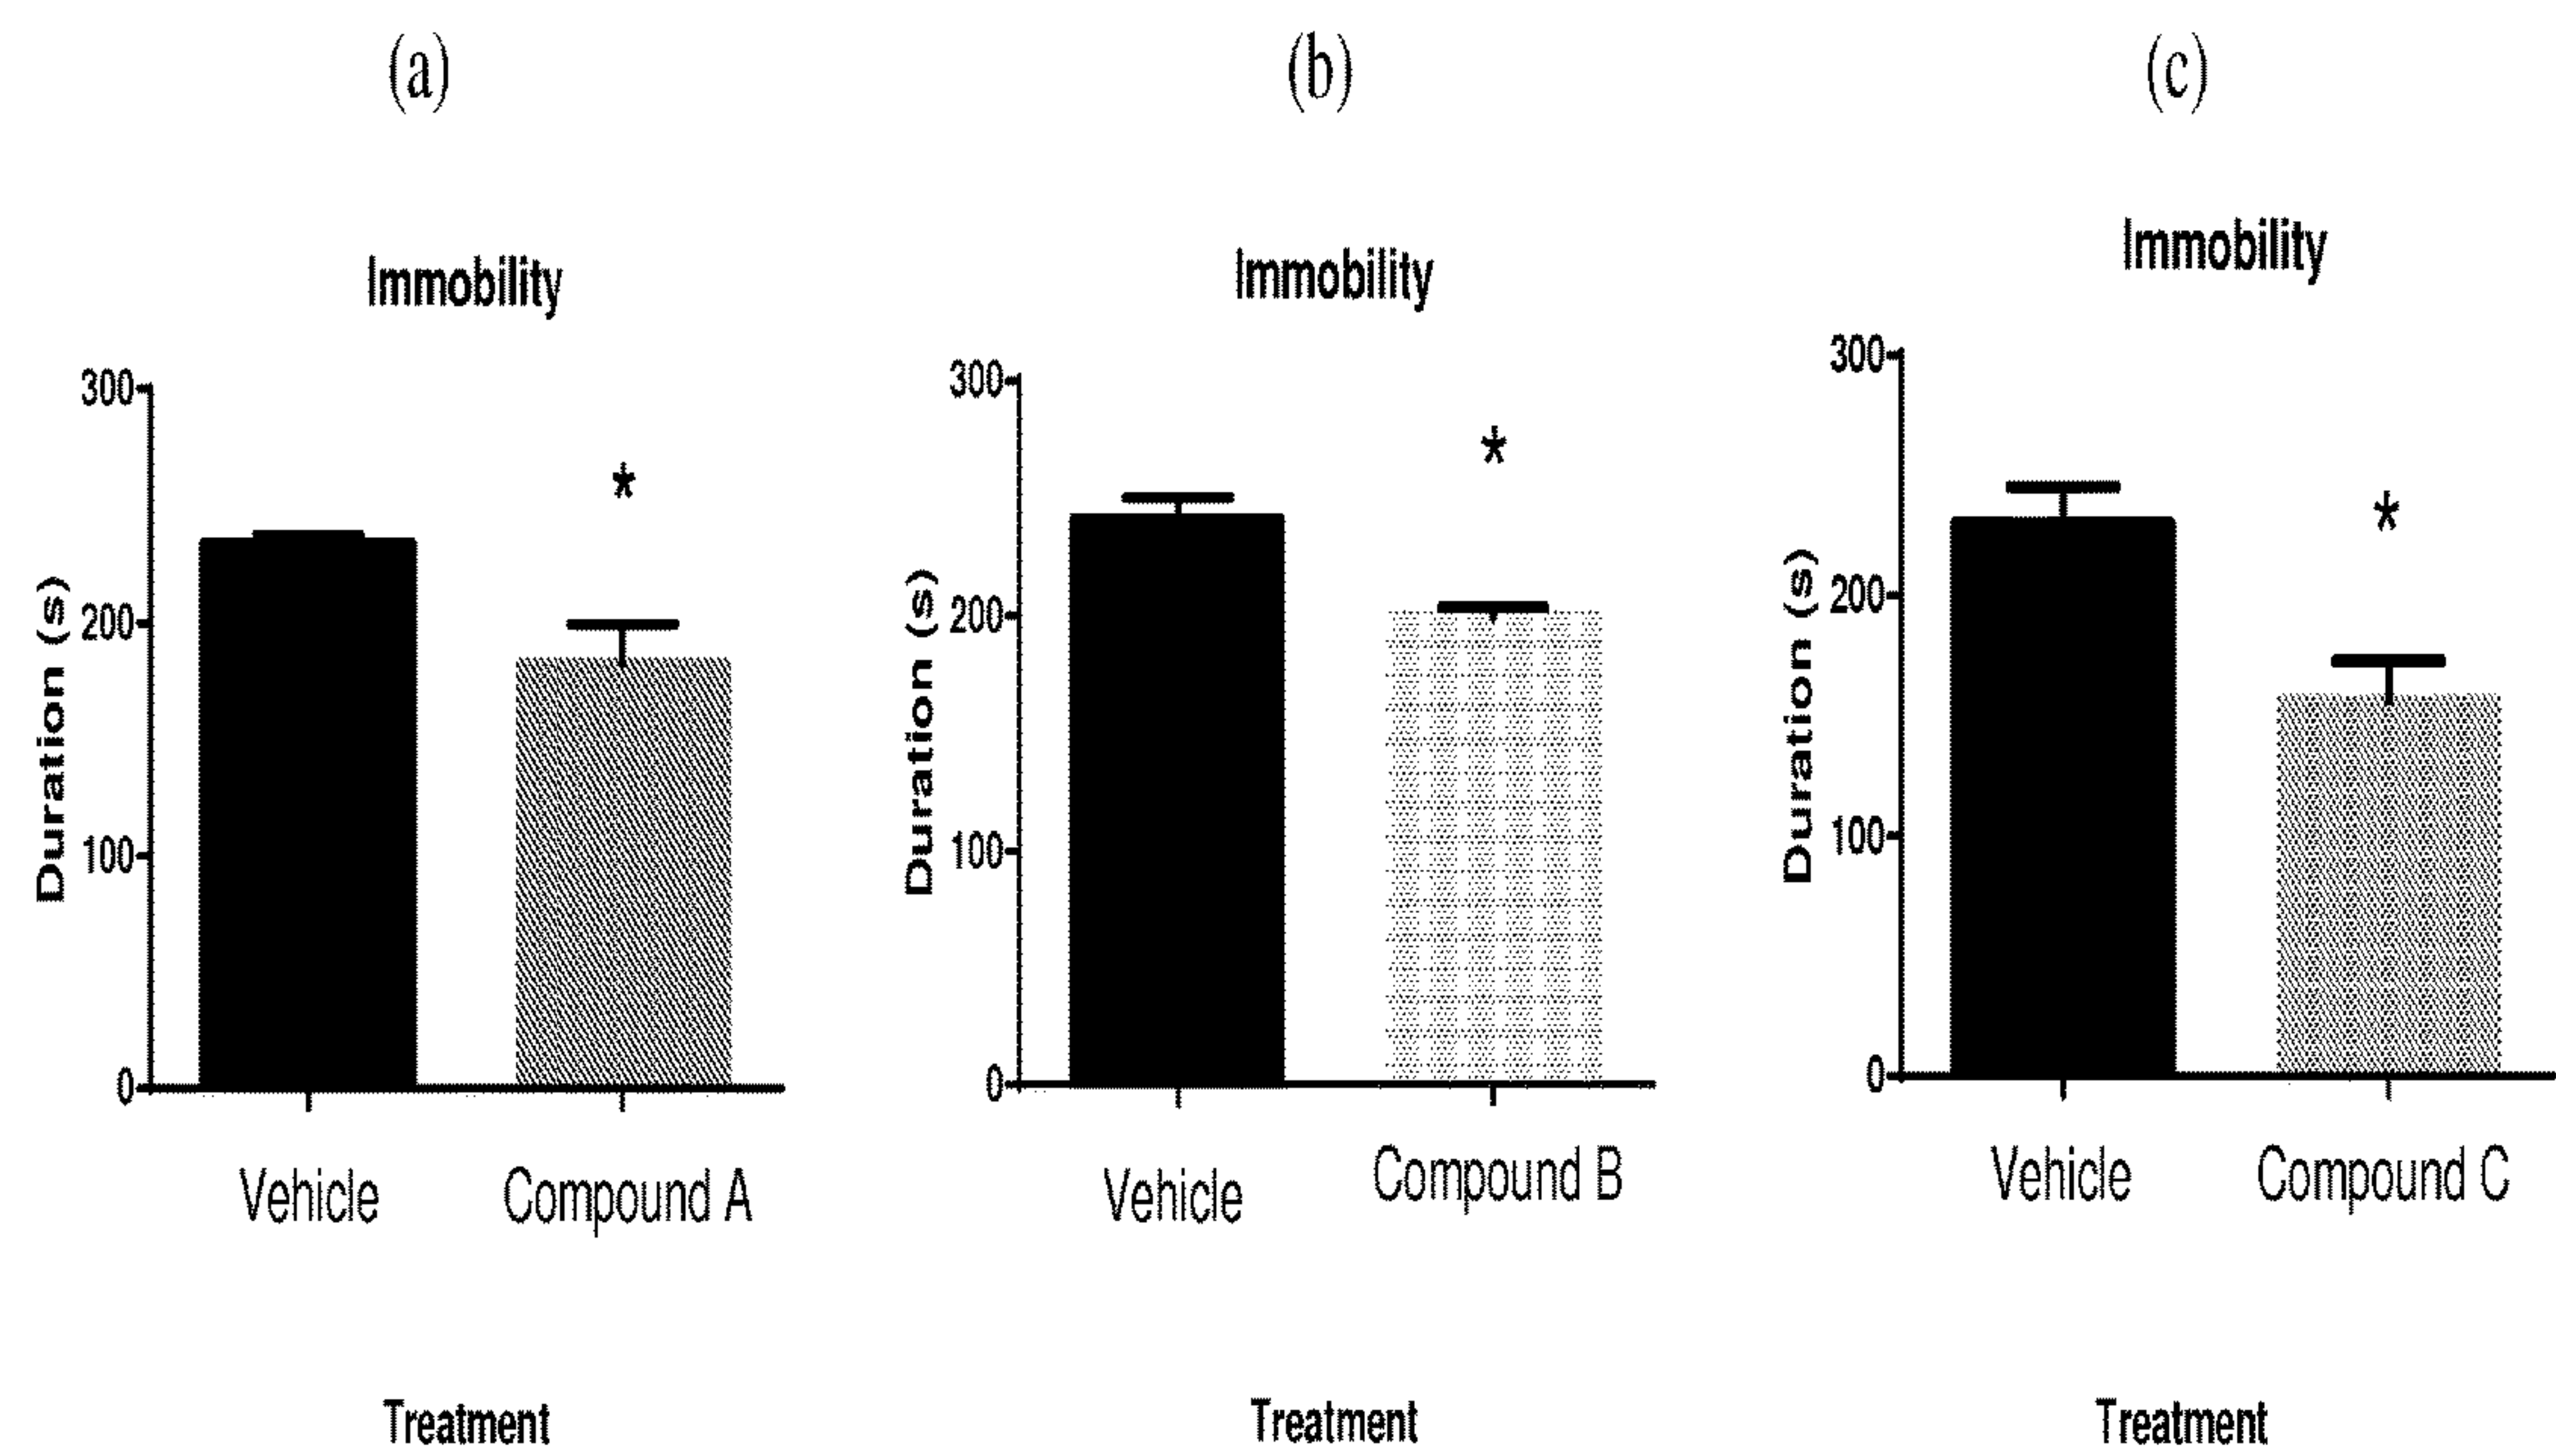 (a)
Immobility
300
200
100
0
Duration (s)
*
Vehicle
Compound A
Treatment
(b)
Immobility
300
200
100
0
Duration (s)
*
Vehicle
Compound B
Treatment
(c)
Immobility
300
200
100
0
Duration (s)
*
Vehicle
Compound C
Treatment